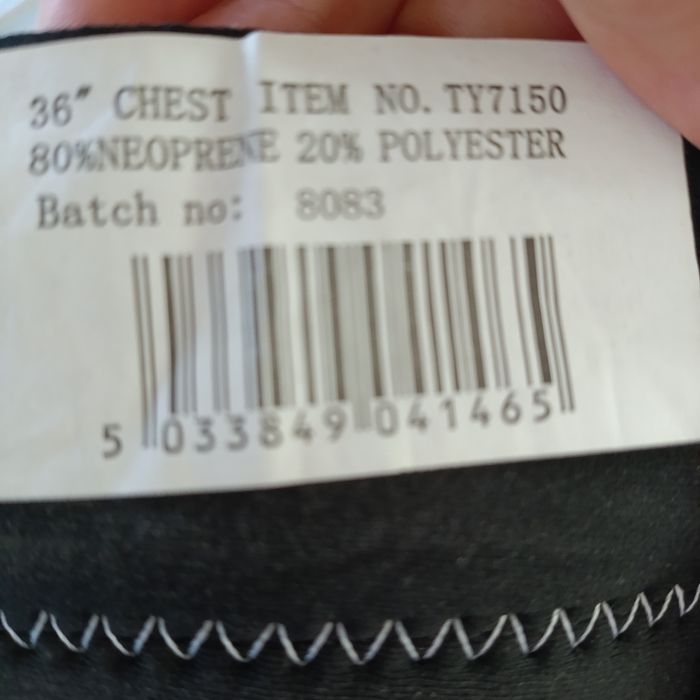 36" CHEST ITEM NO. TY7150
80%NEOPRENE 20% POLYESTER
Batch no: 8083
5 033849 041465